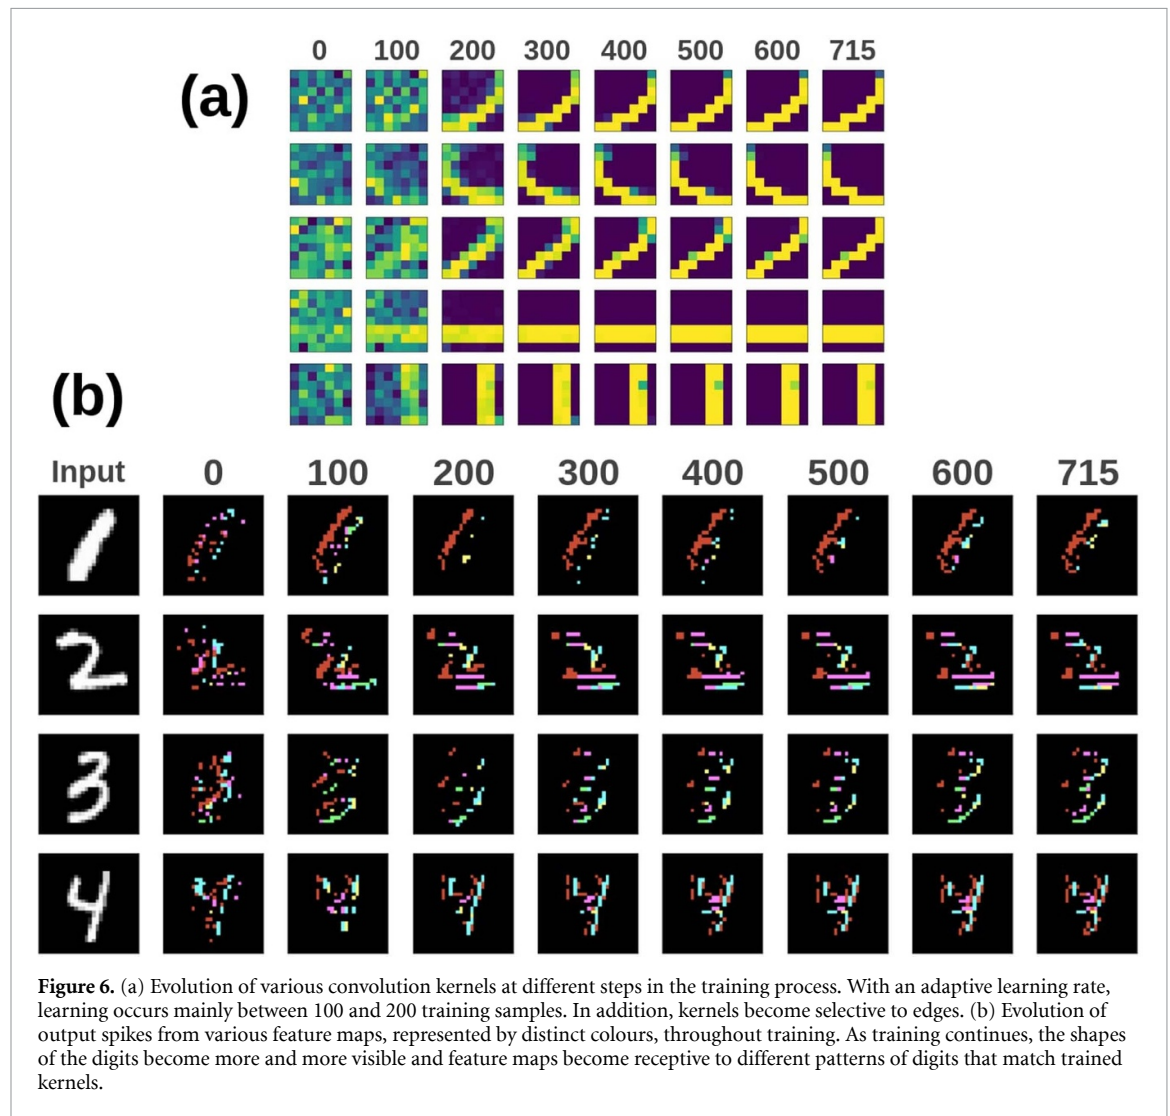 0 100 200 300 400 500 600 715
(a)
(b)
Input 0 100 200 300 400 500 600 715
Figure 6. (a) Evolution of various convolution kernels at different steps in the training process. With an adaptive learning rate,
learning occurs mainly between 100 and 200 training samples. In addition, kernels become selective to edges. (b) Evolution of
output spikes from various feature maps, represented by distinct colours, throughout training. As training continues, the shapes
of the digits become more and more visible and feature maps become receptive to different patterns of digits that match trained
kernels.
1
2
3
4